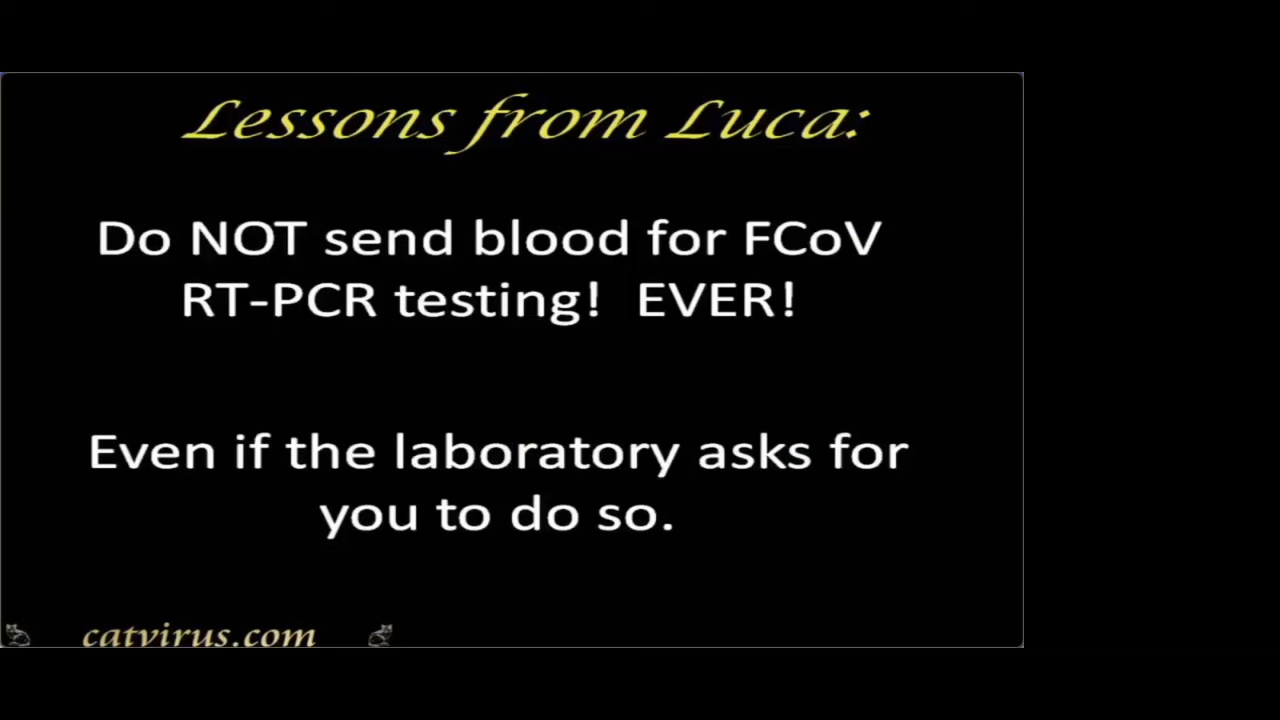 Lessons from Luca:
Do NOT send blood for FCoV
RT-PCR testing!  EVER!
Even if the laboratory asks for
you to do so.
catvirus.com